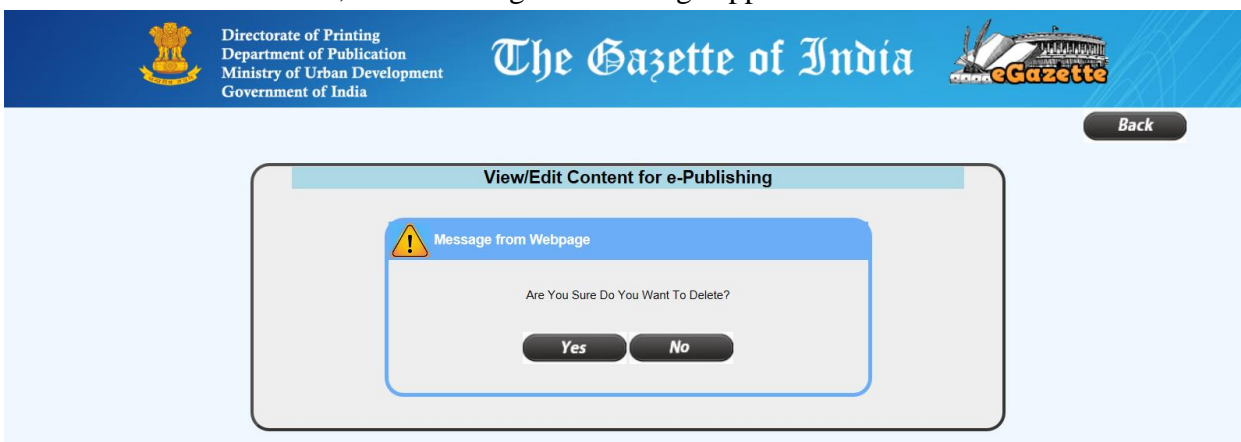 Directorate of Printing
Department of Publication
Ministry of Urban Development
Government of India
The Gazette of India
eGazette
Back
View/Edit Content for e-Publishing
Message from Webpage
Are You Sure Do You Want To Delete?
Yes No